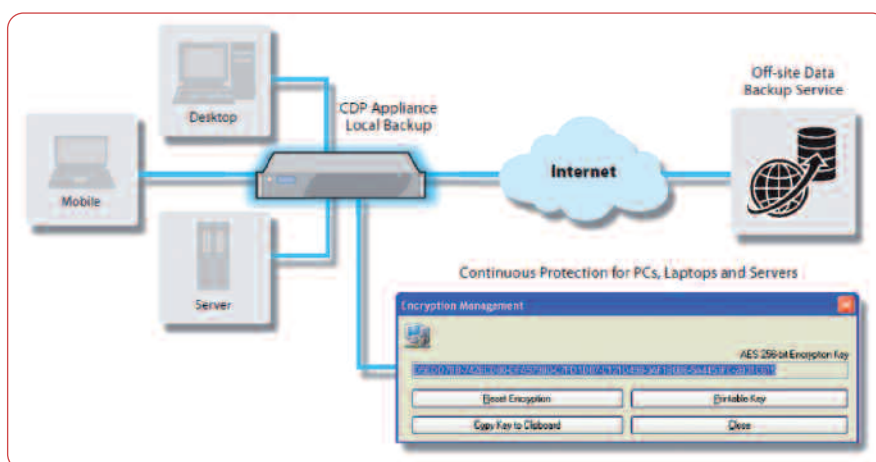 Desktop
CDP Appliance
Local Backup
Off-site Data
Backup Service
Mobile
Internet
Server
Continuous Protection for PCs, Laptops and Servers
Encryption Management
AES 256-bit Encryption Key
Reset Encryption
Printable Key
Copy Key to Clipboard
Close